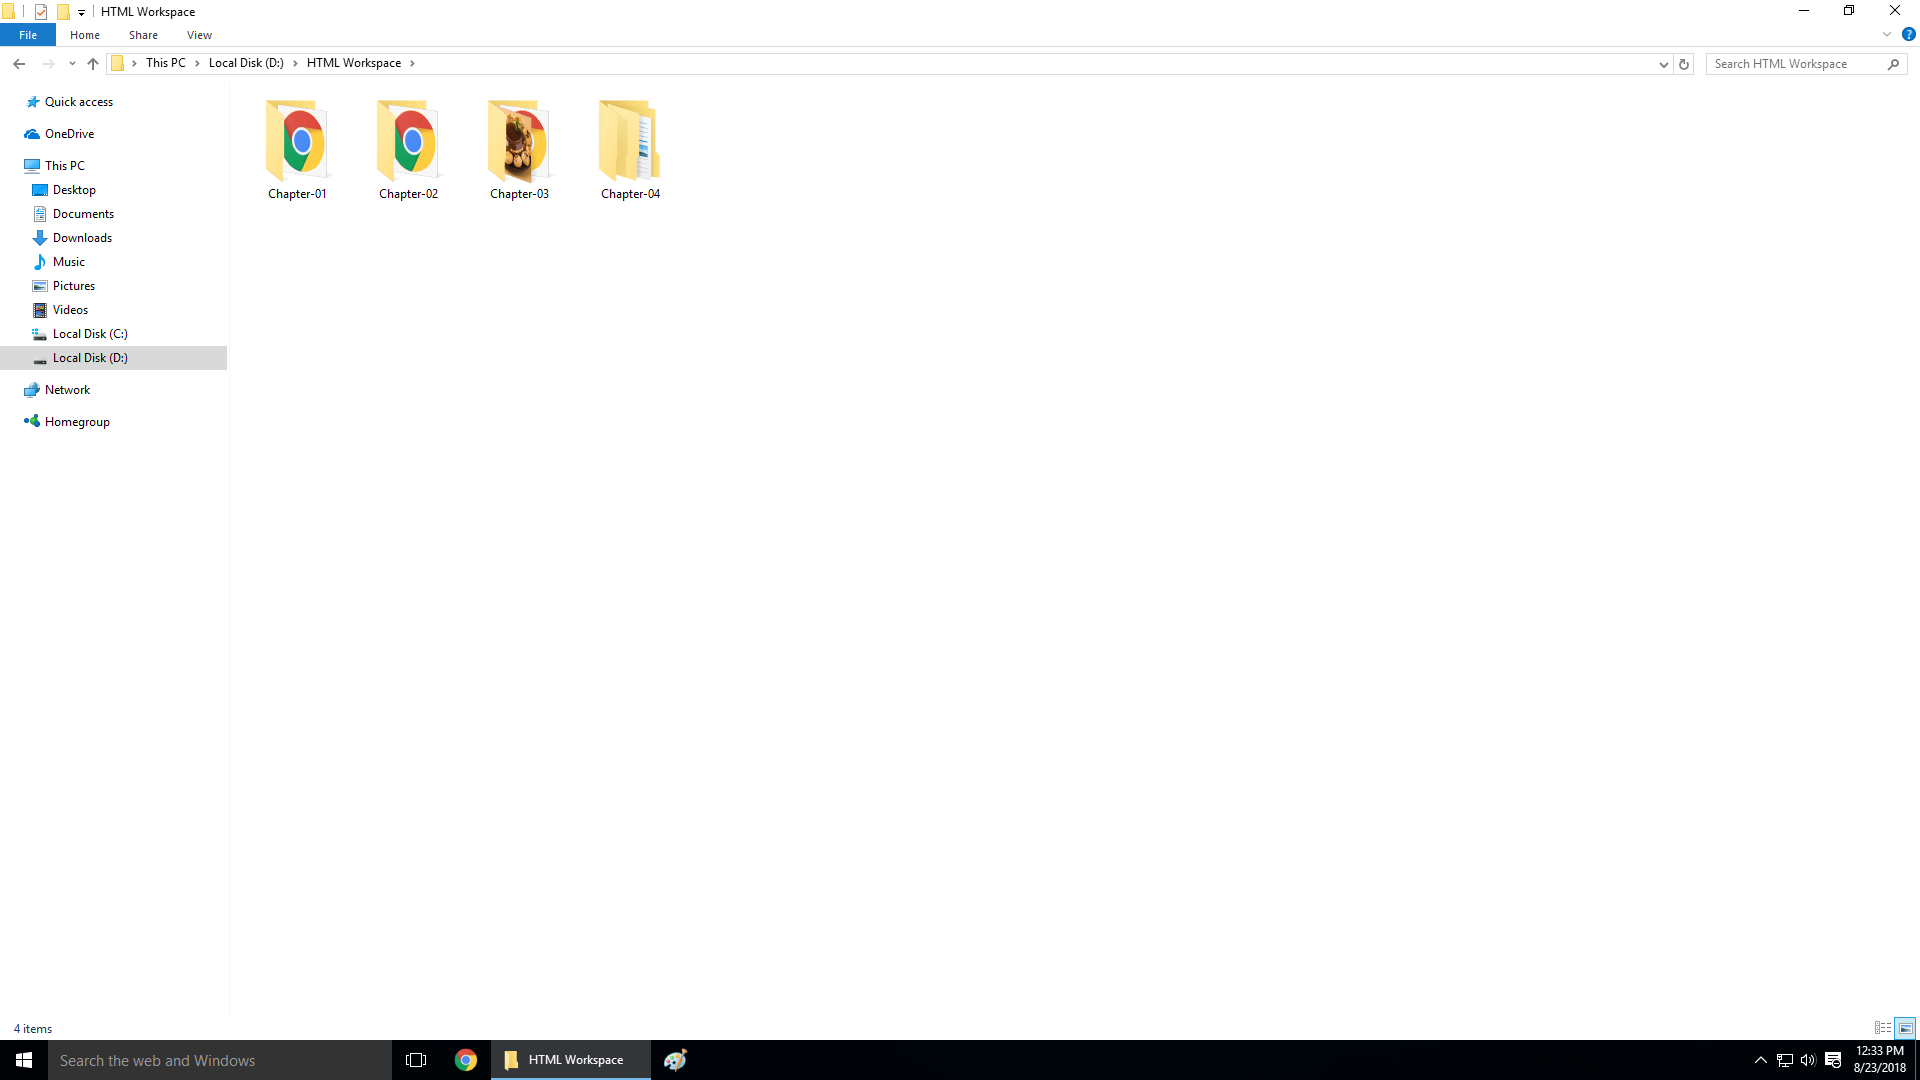 HTML Workspace
File Home Share View
This PC Local Disk (D:) HTML Workspace
Search HTML Workspace
Quick access
OneDrive
This PC
Desktop
Documents
Downloads
Music
Pictures
Videos
Local Disk (C:)
Local Disk (D:)
Network
Homegroup
Chapter-01 Chapter-02 Chapter-03 Chapter-04
4 items
Search the web and Windows
HTML Workspace
12:33 PM
8/23/2018